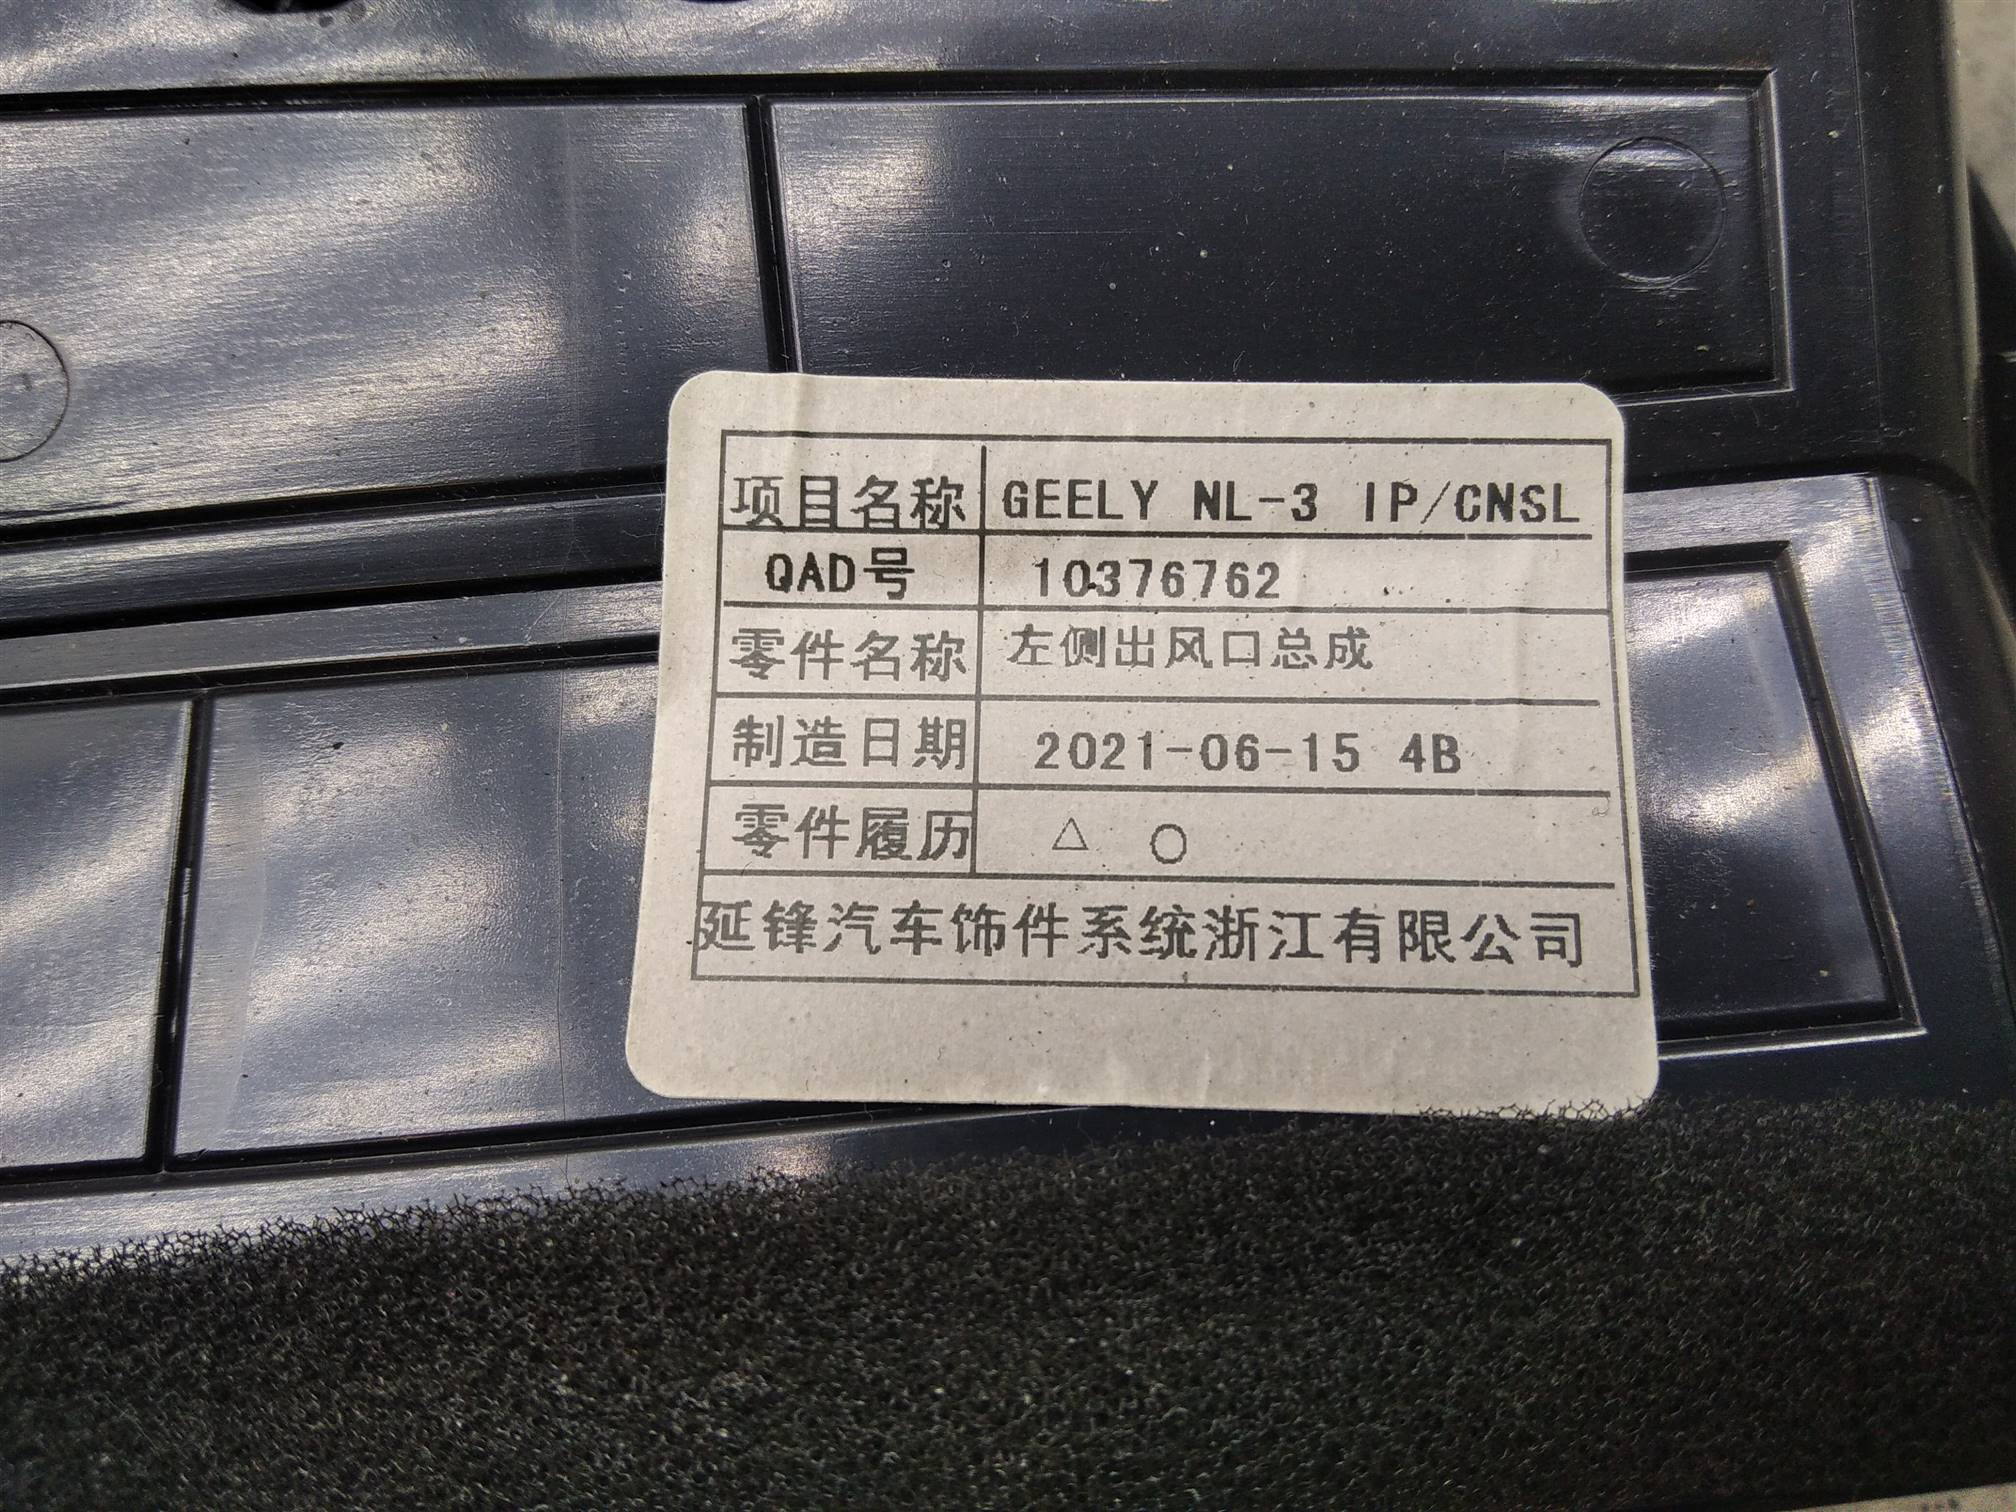 项目名称 GEELY NL-3 IP/CNSL
QAD号 10376762
零件名称 左侧出风口总成
制造日期 2021-06-15 4B
零件履历 △ ○
延锋汽车饰件系统浙江有限公司